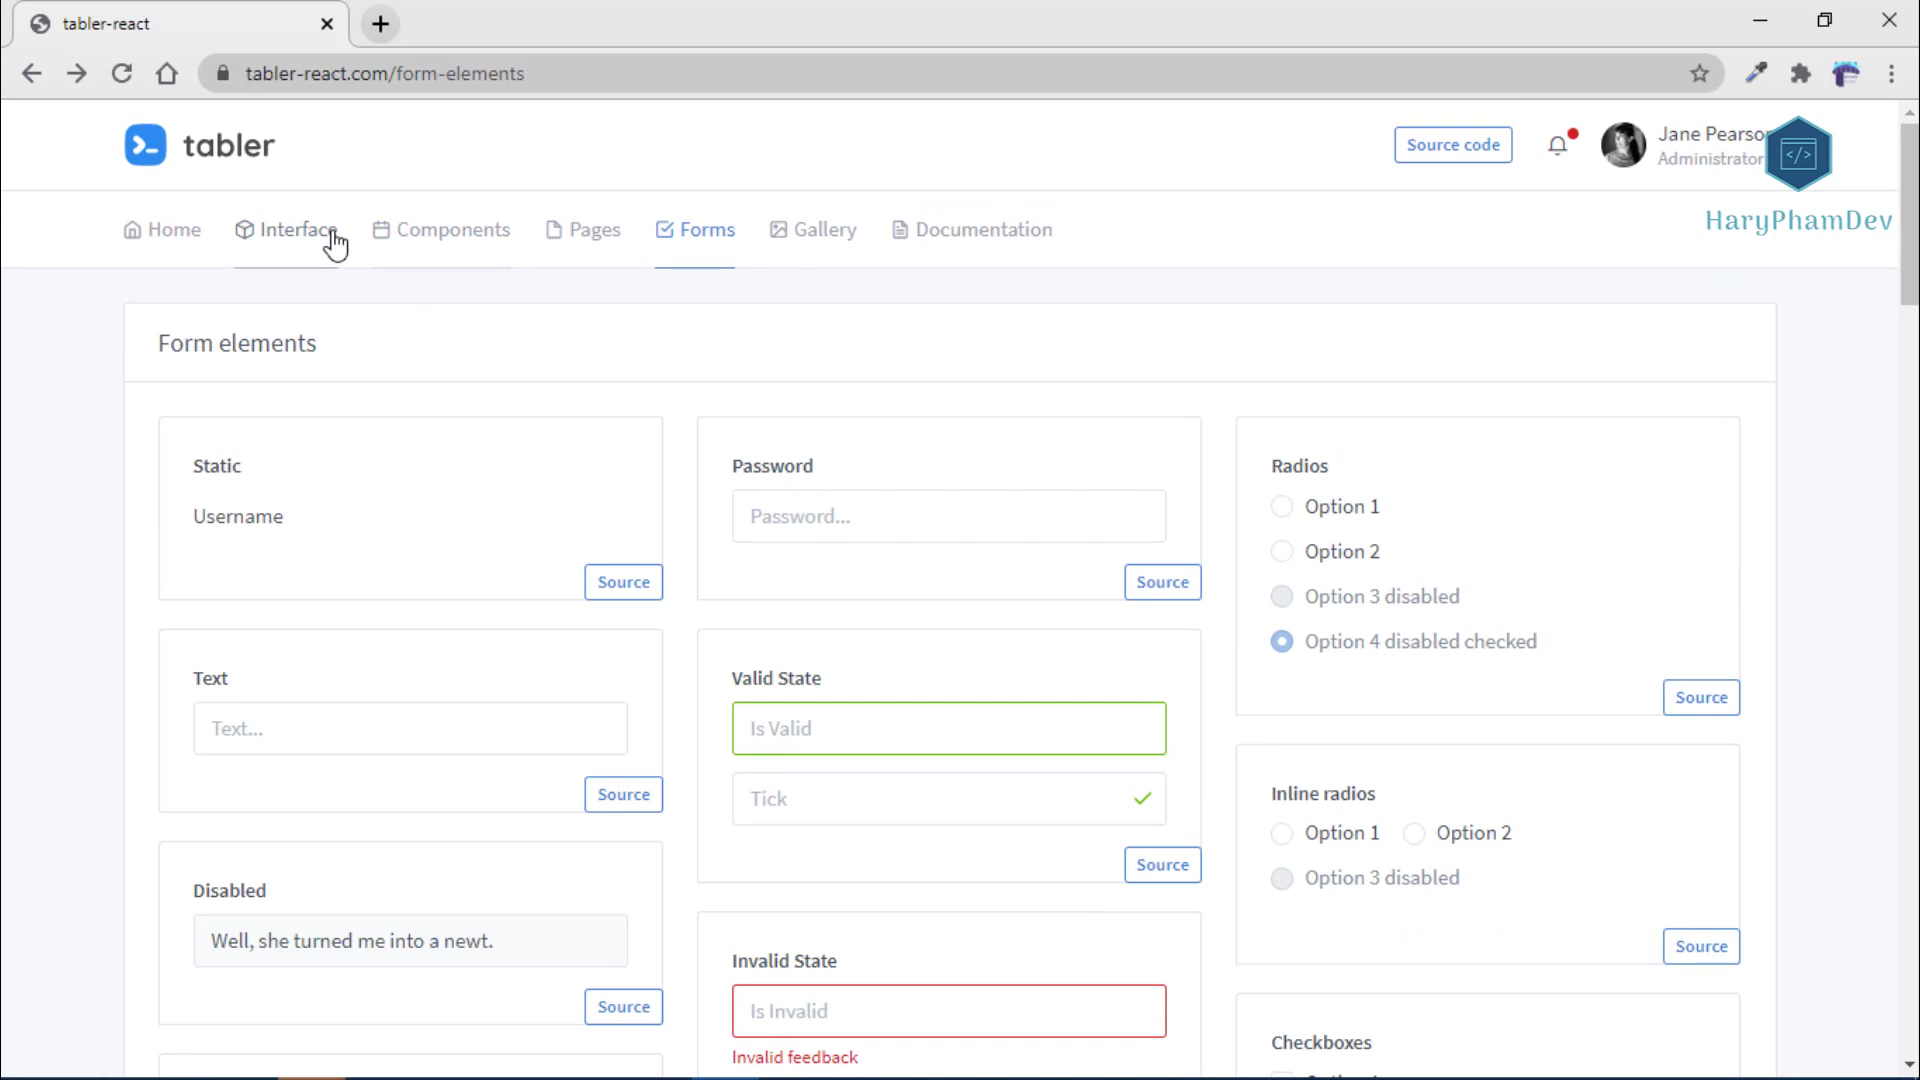 tabler-react
tabler-react.com/form-elements
tabler
Source code
Jane Pearso
Administrator
HaryPhamDev
Home Interface Components Pages Forms Gallery Documentation
Form elements
Static
Username
Source
Text
Text...
Source
Disabled
Well, she turned me into a newt.
Source
Password
Password...
Source
Valid State
Is Valid
Tick
Source
Invalid State
Is Invalid
Invalid feedback
Radios
Option 1
Option 2
Option 3 disabled
Option 4 disabled checked
Source
Inline radios
Option 1 Option 2
Option 3 disabled
Source
Checkboxes